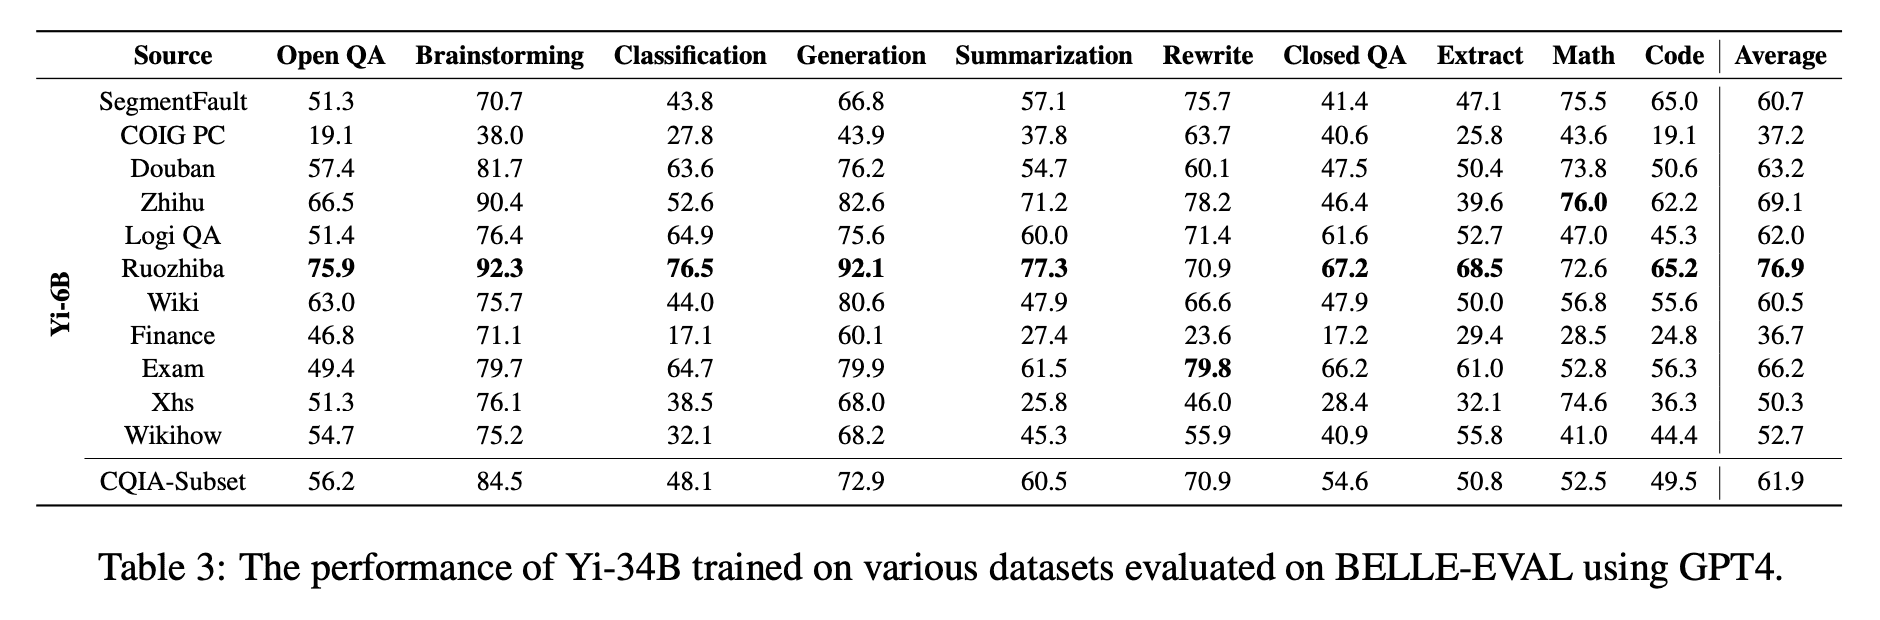 Source Open QA Brainstorming Classification Generation Summarization Rewrite Closed QA Extract Math Code Average
SegmentFault 51.3 70.7 43.8 66.8 57.1 75.7 41.4 47.1 75.5 65.0 60.7
COIG PC 19.1 38.0 27.8 43.9 37.8 63.7 40.6 25.8 43.6 19.1 37.2
Douban 57.4 81.7 63.6 76.2 54.7 60.1 47.5 50.4 73.8 50.6 63.2
Zhihu 66.5 90.4 52.6 82.6 71.2 78.2 46.4 39.6 76.0 62.2 69.1
Logi QA 51.4 76.4 64.9 75.6 60.0 71.4 61.6 52.7 47.0 45.3 62.0
Ruozhiba 75.9 92.3 76.5 92.1 77.3 70.9 67.2 68.5 72.6 65.2 76.9
Yi-6B
Wiki 63.0 75.7 44.0 80.6 47.9 66.6 47.9 50.0 56.8 55.6 60.5
Finance 46.8 71.1 17.1 60.1 27.4 23.6 17.2 29.4 28.5 24.8 36.7
Exam 49.4 79.7 64.7 79.9 61.5 79.8 66.2 61.0 52.8 56.3 66.2
Xhs 51.3 76.1 38.5 68.0 25.8 46.0 28.4 32.1 74.6 36.3 50.3
Wikihow 54.7 75.2 32.1 68.2 45.3 55.9 40.9 55.8 41.0 44.4 52.7
CQIA-Subset 56.2 84.5 48.1 72.9 60.5 70.9 54.6 50.8 52.5 49.5 61.9
Table 3: The performance of Yi-34B trained on various datasets evaluated on BELLE-EVAL using GPT4.